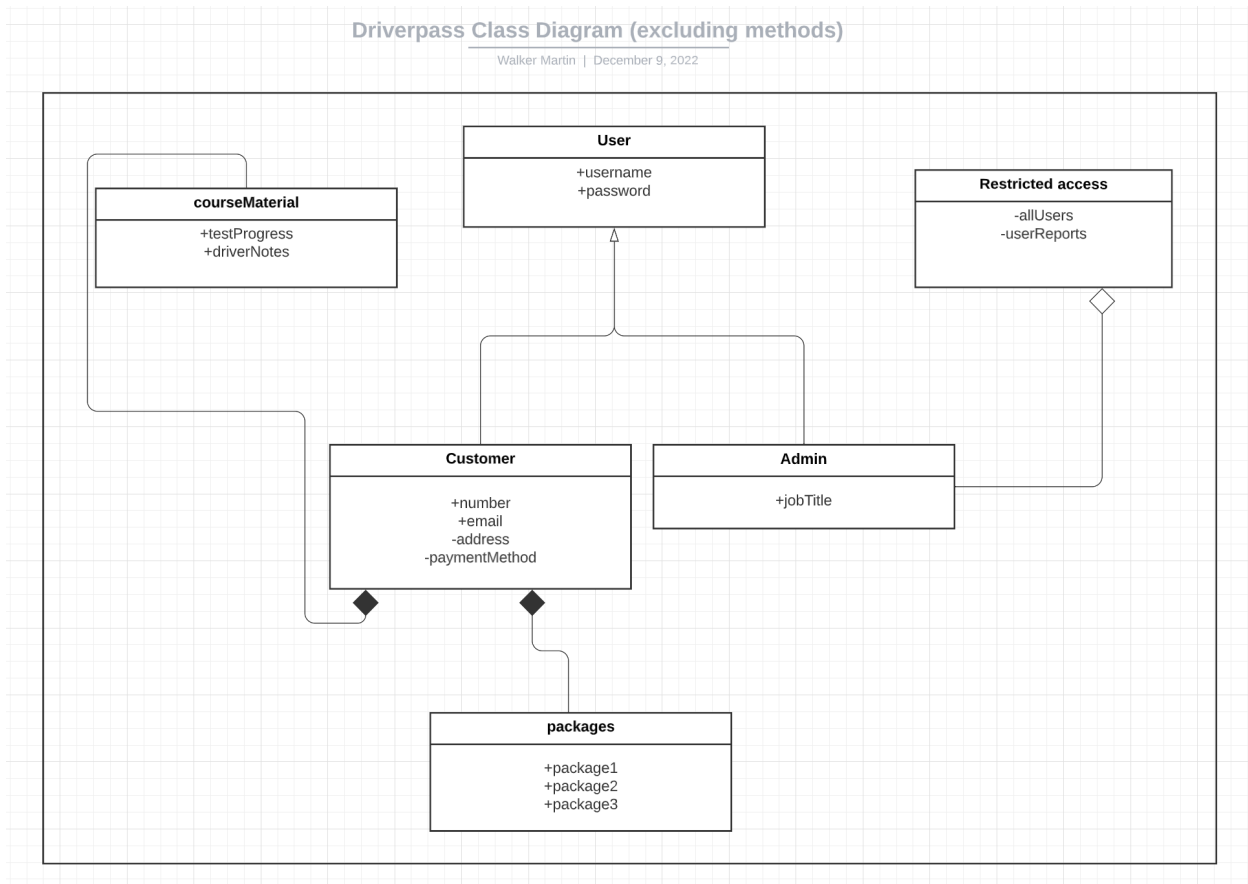 Driverpass Class Diagram (excluding methods)
Walker Martin | December 9, 2022
User
+username
+password
courseMaterial
+testProgress
+driverNotes
Restricted access
-allUsers
-userReports
Customer
+number
+email
-address
-paymentMethod
Admin
+jobTitle
packages
+package1
+package2
+package3